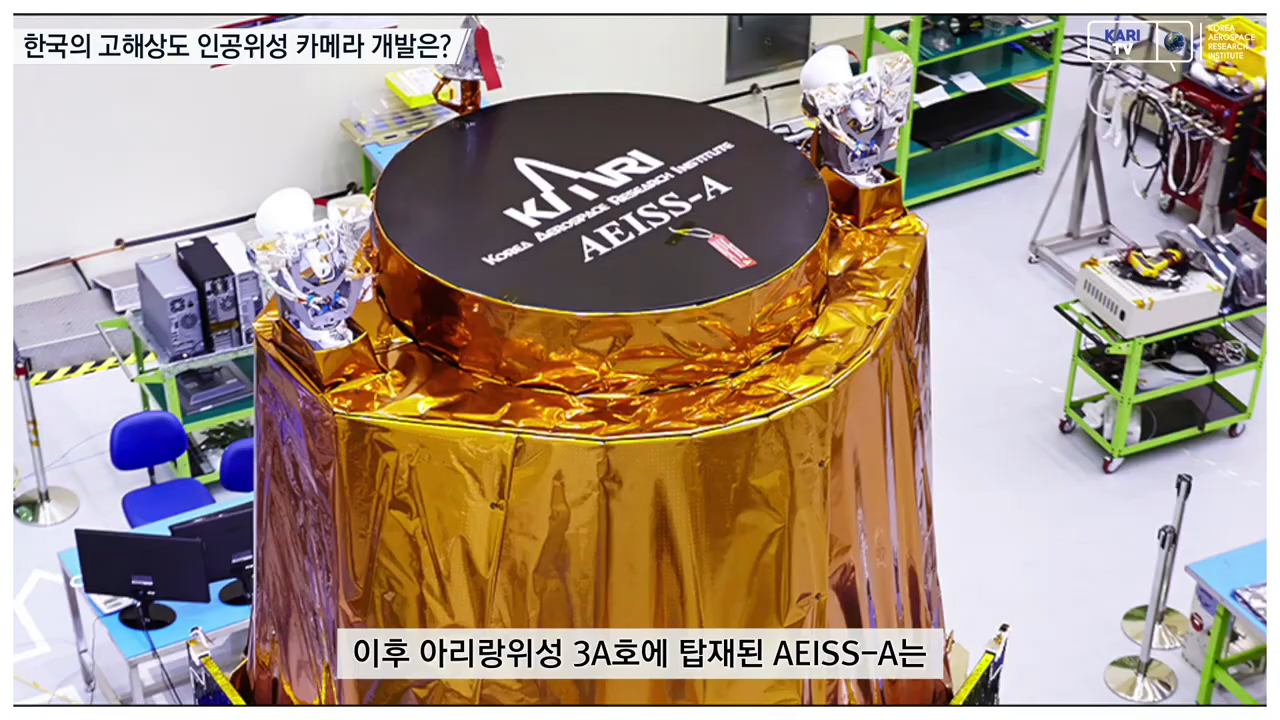 한국의 고해상도 인공위성 카메라 개발은?
KARI
TV
KOREA
AEROSPACE
RESEARCH
INSTITUTE
KARI
KOREA AEROSPACE RESEARCH INSTITUTE
AEISS-A
이후 아리랑위성 3A호에 탑재된 AEISS-A는